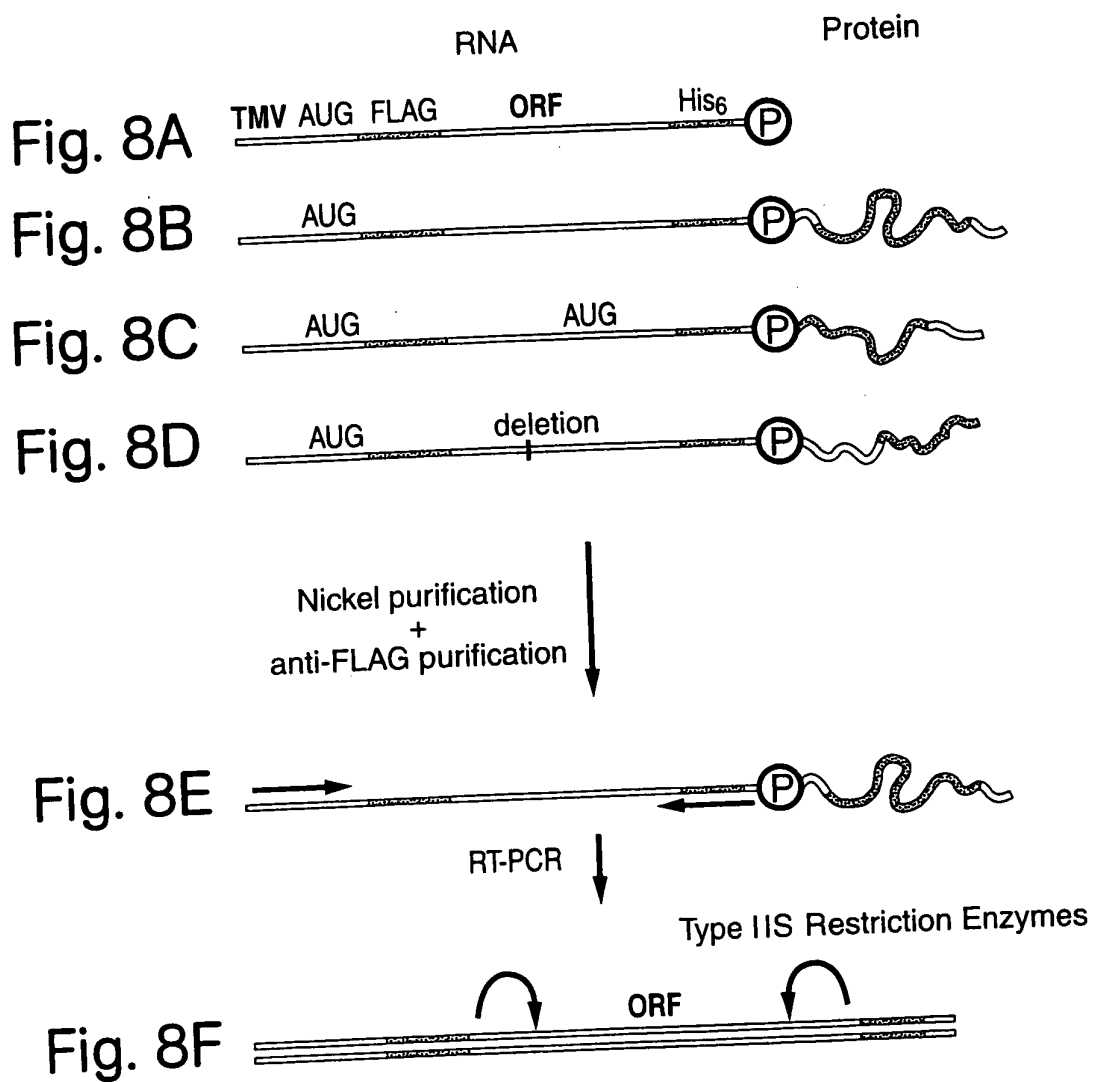 RNA
Protein
Fig. 8A
TMV AUG FLAG ORF His6
P
Fig. 8B
AUG
P
Fig. 8C
AUG AUG
P
Fig. 8D
AUG deletion
P
Nickel purification
+
anti-FLAG purification
Fig. 8E
P
RT-PCR
Type IIS Restriction Enzymes
Fig. 8F
ORF